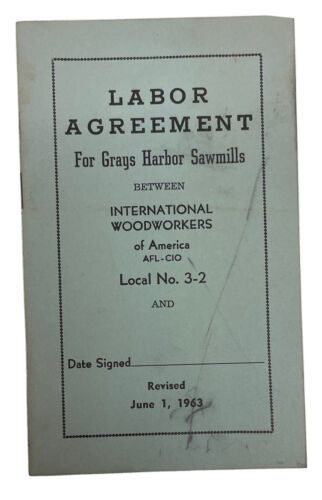 LABOR
AGREEMENT
For Grays Harbor Sawmills
BETWEEN
INTERNATIONAL
WOODWORKERS
of America
AFL-CIO
Local No. 3-2
AND
Date Signed
Revised
June 1, 1963